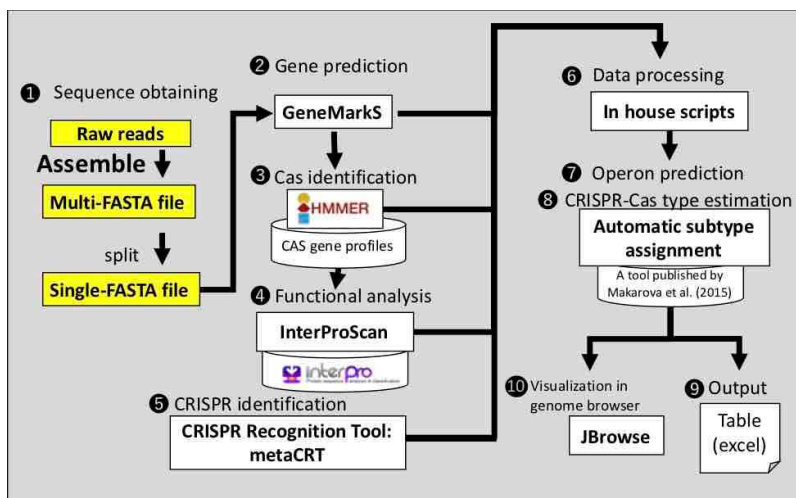 ❶ Sequence obtaining
Raw reads
Assemble
Multi-FASTA file
split
Single-FASTA file
❷ Gene prediction
GeneMarkS
❸ Cas identification
HMMER
CAS gene profiles
❹ Functional analysis
InterProScan
interpro
❺ CRISPR identification
CRISPR Recognition Tool:
metaCRT
❻ Data processing
In house scripts
❼ Operon prediction
❽ CRISPR-Cas type estimation
Automatic subtype
assignment
A tool published by
Makarova et al. (2015)
❿ Visualization in
genome browser
JBrowse
❾ Output
Table
(excel)